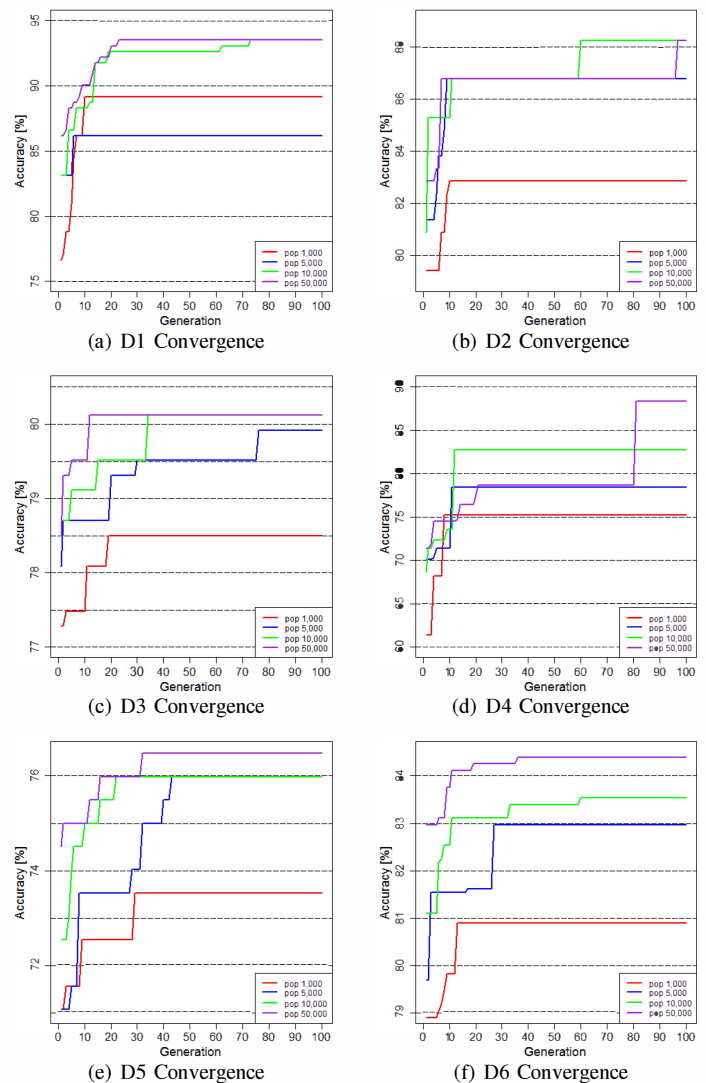 Accuracy [%]
95
90
85
80
75
pop 1,000
pop 5,000
pop 10,000
pop 50,000
0 10 20 30 40 50 60 70 80 90 100
Generation
(a) D1 Convergence
Accuracy [%]
88
86
84
82
80
pop 1,000
pop 5,000
pop 10,000
pop 50,000
0 10 20 30 40 50 60 70 80 90 100
Generation
(b) D2 Convergence
Accuracy [%]
80
79
78
77
pop 1,000
pop 5,000
pop 10,000
pop 50,000
0 10 20 30 40 50 60 70 80 90 100
Generation
(c) D3 Convergence
Accuracy [%]
90
85
80
75
70
65
60
pop 1,000
pop 5,000
pop 10,000
pop 50,000
0 10 20 30 40 50 60 70 80 90 100
Generation
(d) D4 Convergence
Accuracy [%]
76
74
72
pop 1,000
pop 5,000
pop 10,000
pop 50,000
0 10 20 30 40 50 60 70 80 90 100
Generation
(e) D5 Convergence
Accuracy [%]
84
83
82
81
80
79
pop 1,000
pop 5,000
pop 10,000
pop 50,000
0 10 20 30 40 50 60 70 80 90 100
Generation
(f) D6 Convergence